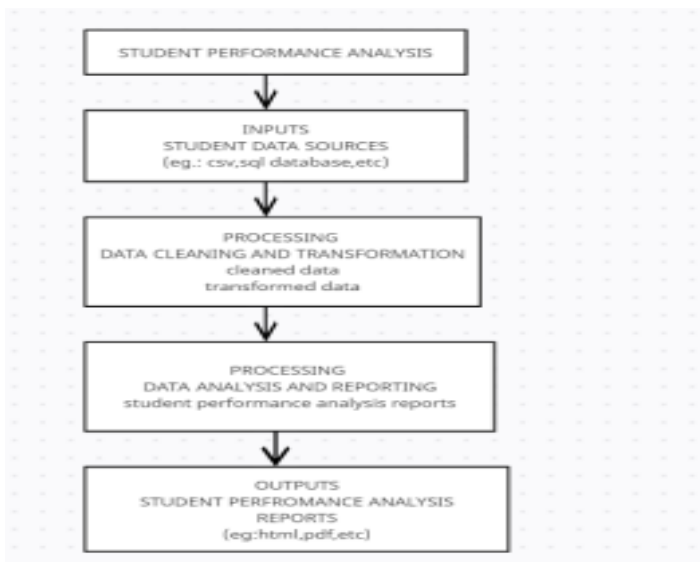 STUDENT PERFORMANCE ANALYSIS
INPUTS
STUDENT DATA SOURCES
(eg.: csv,sql database,etc)
PROCESSING
DATA CLEANING AND TRANSFORMATION
cleaned data
transformed data
PROCESSING
DATA ANALYSIS AND REPORTING
student performance analysis reports
OUTPUTS
STUDENT PERFROMANCE ANALYSIS
REPORTS
(eg:html,pdf,etc)